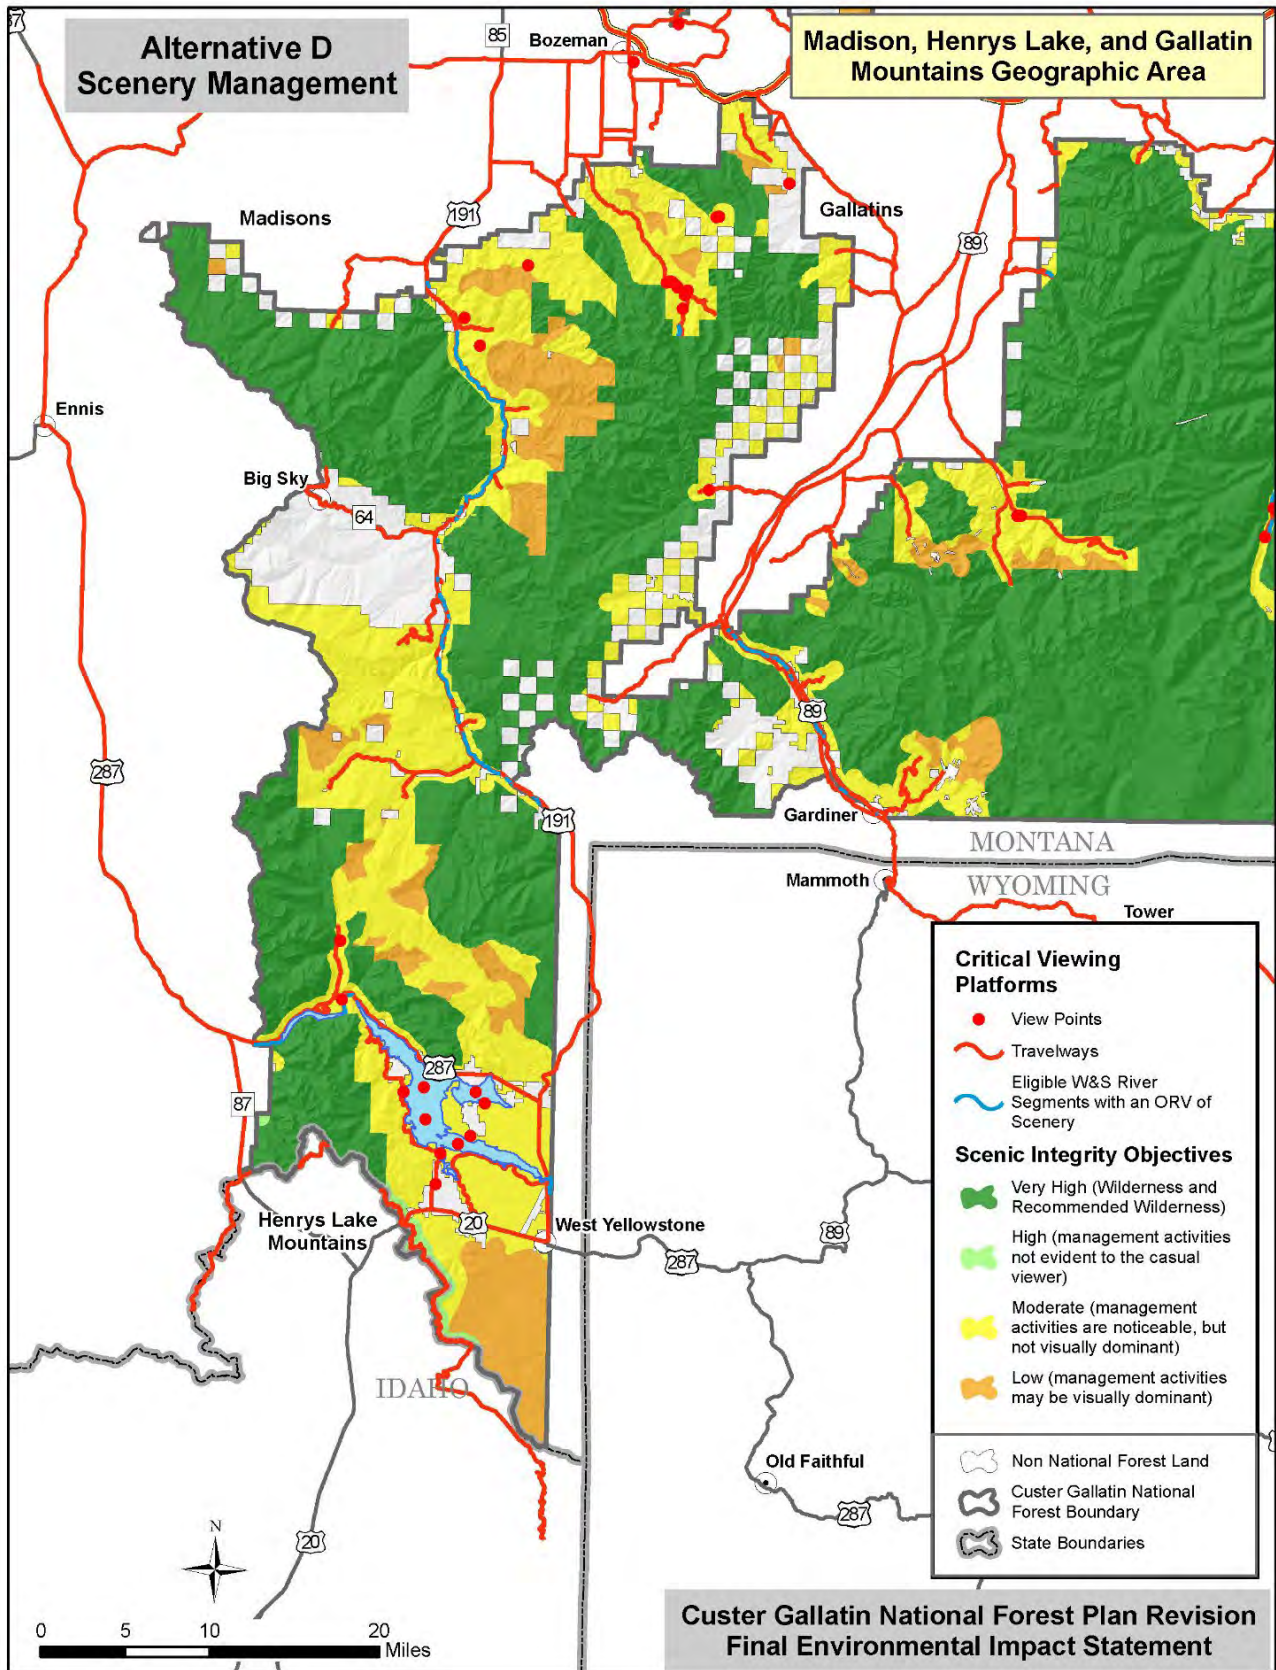 Alternative D
Scenery Management
Madison, Henrys Lake, and Gallatin
Mountains Geographic Area
85
Bozeman
Madisons
191
Gallatins
89
Ennis
Big Sky
64
287
89
Gardiner
191
MONTANA
Mammoth
WYOMING
Tower
287
87
Henrys Lake
Mountains
20
West Yellowstone
89
287
IDAHO
Old Faithful
287
20
N
0 5 10 20
Miles
Critical Viewing
Platforms
View Points
Travelways
Eligible W&S River
Segments with an ORV of
Scenery
Scenic Integrity Objectives
Very High (Wilderness and
Recommended Wilderness)
High (management activities
not evident to the casual
viewer)
Moderate (management
activities are noticeable, but
not visually dominant)
Low (management activities
may be visually dominant)
Non National Forest Land
Custer Gallatin National
Forest Boundary
State Boundaries
Custer Gallatin National Forest Plan Revision
Final Environmental Impact Statement